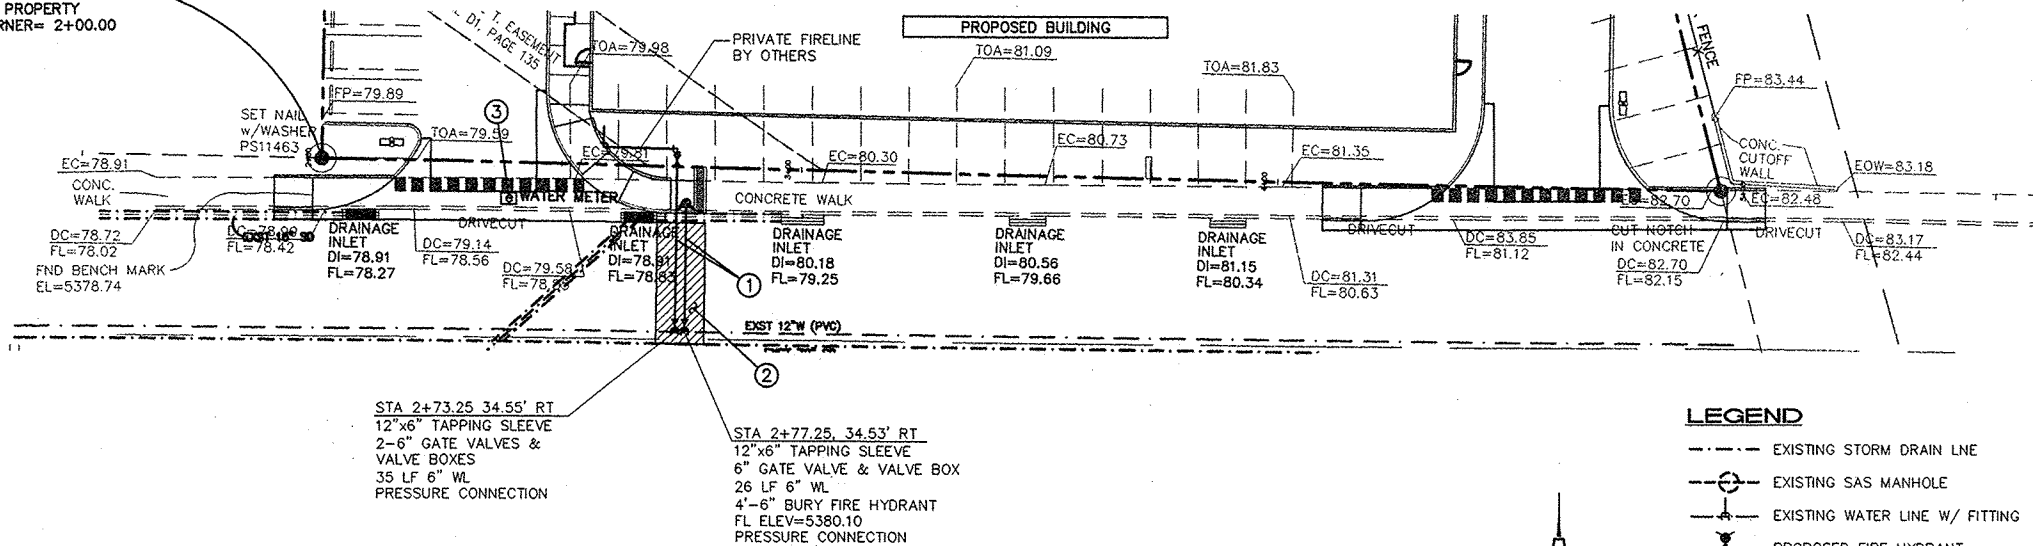 PROPERTY
RNER= 2+00.00
T. EASEMENT
D1, PAGE 135
TOA=79.98
PRIVATE FIRELINE
BY OTHERS
PROPOSED BUILDING
TOA=81.09
TOA=81.83
FENCE
FP=83.44
FP=79.89
SET NAIL
w/WASHER
PS11463
3
TOA=79.59
EC=79.81
EC=80.30
EC=80.73
EC=81.35
CONC.
CUTOFF
WALL
EOW=83.18
EC=78.91
CONC.
WALK
WATER METER
CONCRETE WALK
EC=82.70
EC=82.48
DC=78.72
FL=78.02
FL=78.42
FND BENCH MARK
EL=5378.74
DRIVECUT
DRAINAGE
INLET
DI=78.91
FL=78.27
DC=79.14
FL=78.56
DC=79.58
DRAINAGE
INLET
DI=78.91
1
DRAINAGE
INLET
DI=80.18
FL=79.25
DRAINAGE
INLET
DI=80.56
FL=79.66
DRAINAGE
INLET
DI=81.15
FL=80.34
DC=81.31
FL=80.63
DRIVECUT
DC=83.85
FL=81.12
CUT NOTCH
IN CONCRETE
DC=82.70
FL=82.15
DRIVECUT
DC=83.17
FL=82.44
EXST 12"W (PVC)
2
STA 2+73.25 34.55' RT
12"x6" TAPPING SLEEVE
2-6" GATE VALVES &
VALVE BOXES
35 LF 6" WL
PRESSURE CONNECTION
STA 2+77.25, 34.53' RT
12"x6" TAPPING SLEEVE
6" GATE VALVE & VALVE BOX
26 LF 6" WL
4'-6" BURY FIRE HYDRANT
FL ELEV=5380.10
PRESSURE CONNECTION
LEGEND
EXISTING STORM DRAIN LNE
EXISTING SAS MANHOLE
EXISTING WATER LINE W/ FITTING
PROPOSED FIRE HYDRANT